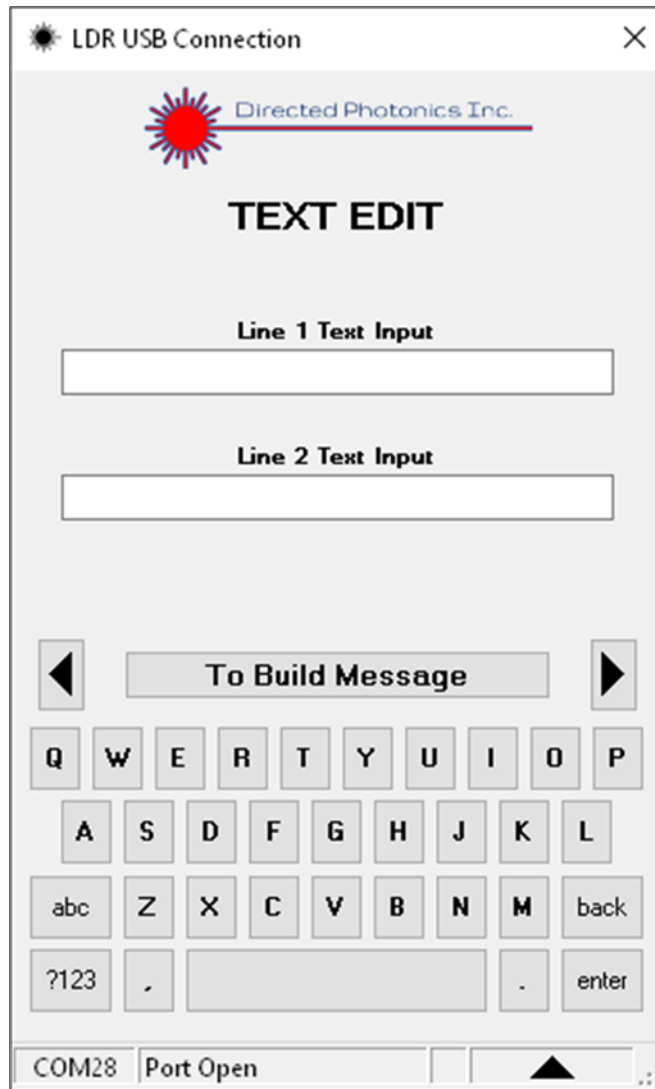 LDR USB Connection
Directed Photonics Inc.
TEXT EDIT
Line 1 Text Input
Line 2 Text Input
To Build Message
Q W E R T Y U I O P
A S D F G H J K L
abc Z X C V B N M back
?123 , . enter
COM28 Port Open